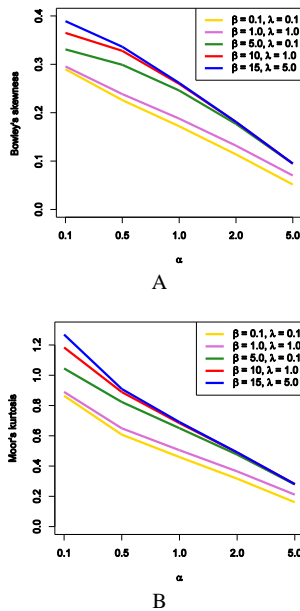 0.4
0.3
0.2
0.1
0.0
Bowley's skewness
β = 0.1, λ = 0.1
β = 1.0, λ = 1.0
β = 5.0, λ = 0.1
β = 10, λ = 1.0
β = 15, λ = 5.0
0.1 0.5 1.0 2.0 5.0
α
A
1.2
1.0
0.8
0.6
0.4
0.2
0.0
Moor's kurtosis
β = 0.1, λ = 0.1
β = 1.0, λ = 1.0
β = 5.0, λ = 0.1
β = 10, λ = 1.0
β = 15, λ = 5.0
0.1 0.5 1.0 2.0 5.0
α
B